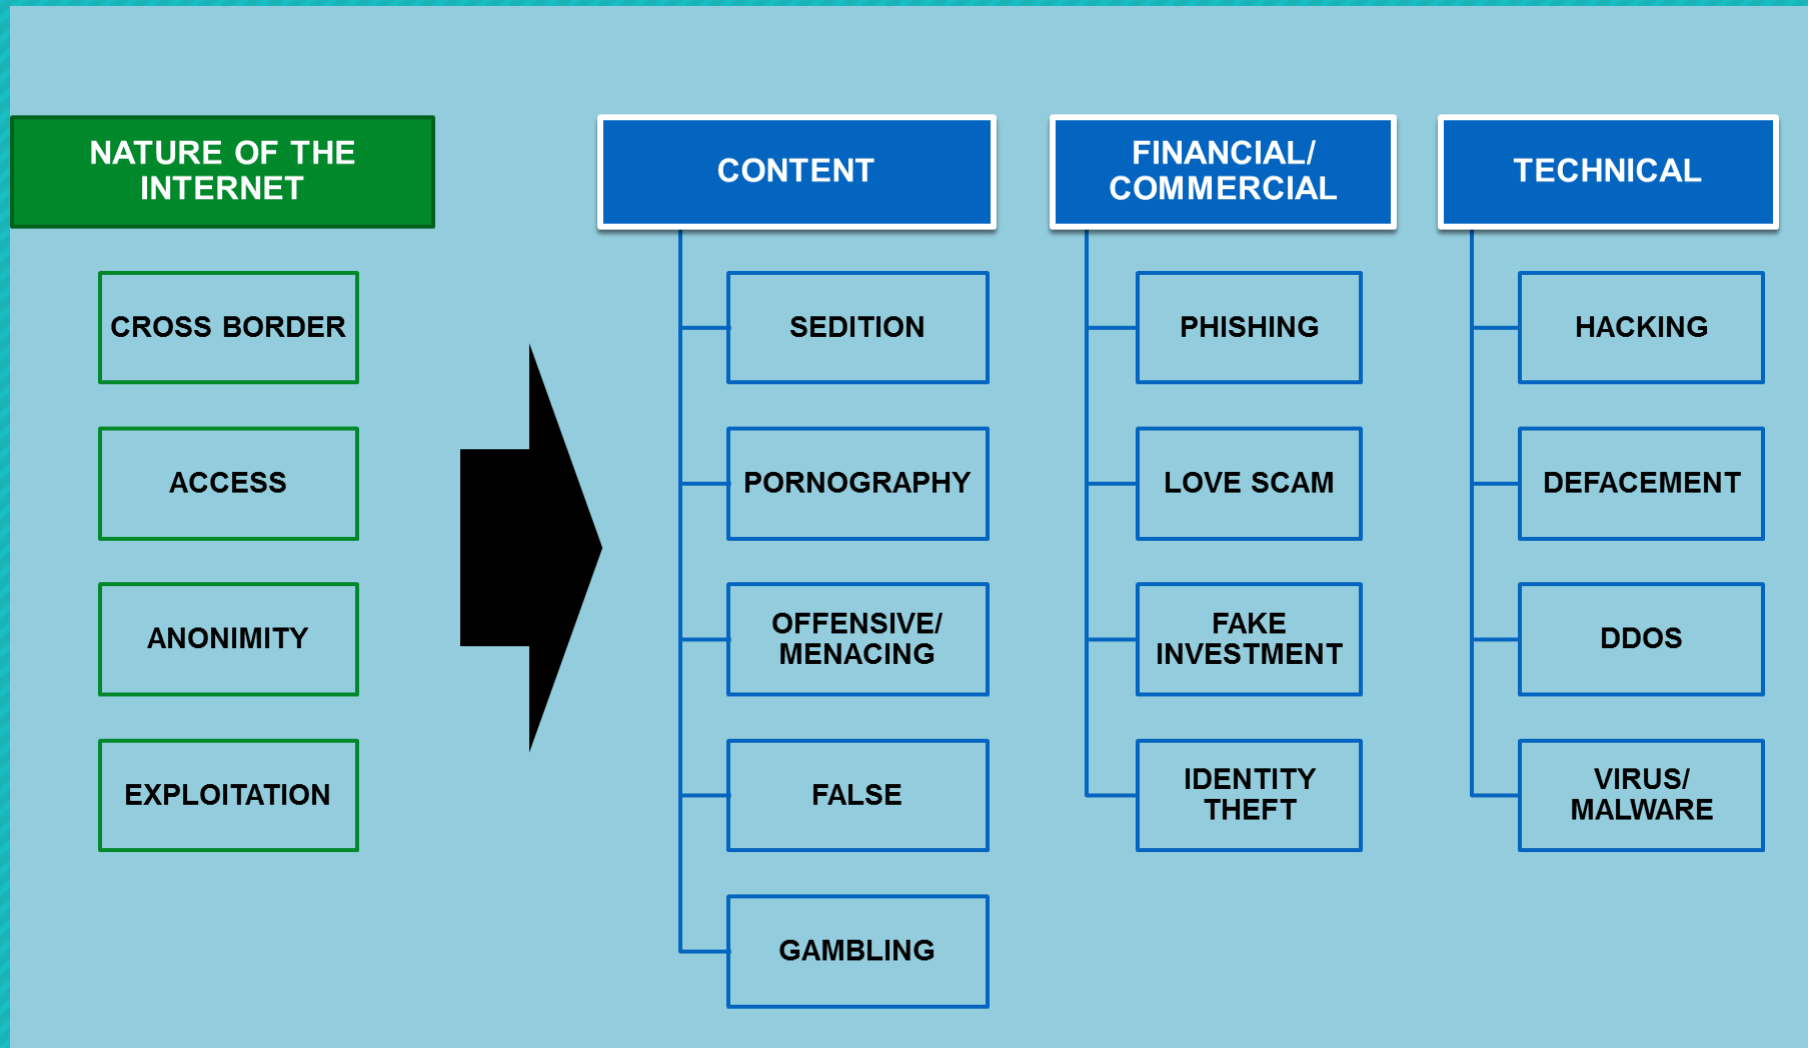 NATURE OF THE
INTERNET
CROSS BORDER
ACCESS
ANONIMITY
EXPLOITATION
CONTENT
SEDITION
PORNOGRAPHY
OFFENSIVE/
MENACING
FALSE
GAMBLING
FINANCIAL/
COMMERCIAL
PHISHING
LOVE SCAM
FAKE
INVESTMENT
IDENTITY
THEFT
TECHNICAL
HACKING
DEFACEMENT
DDOS
VIRUS/
MALWARE